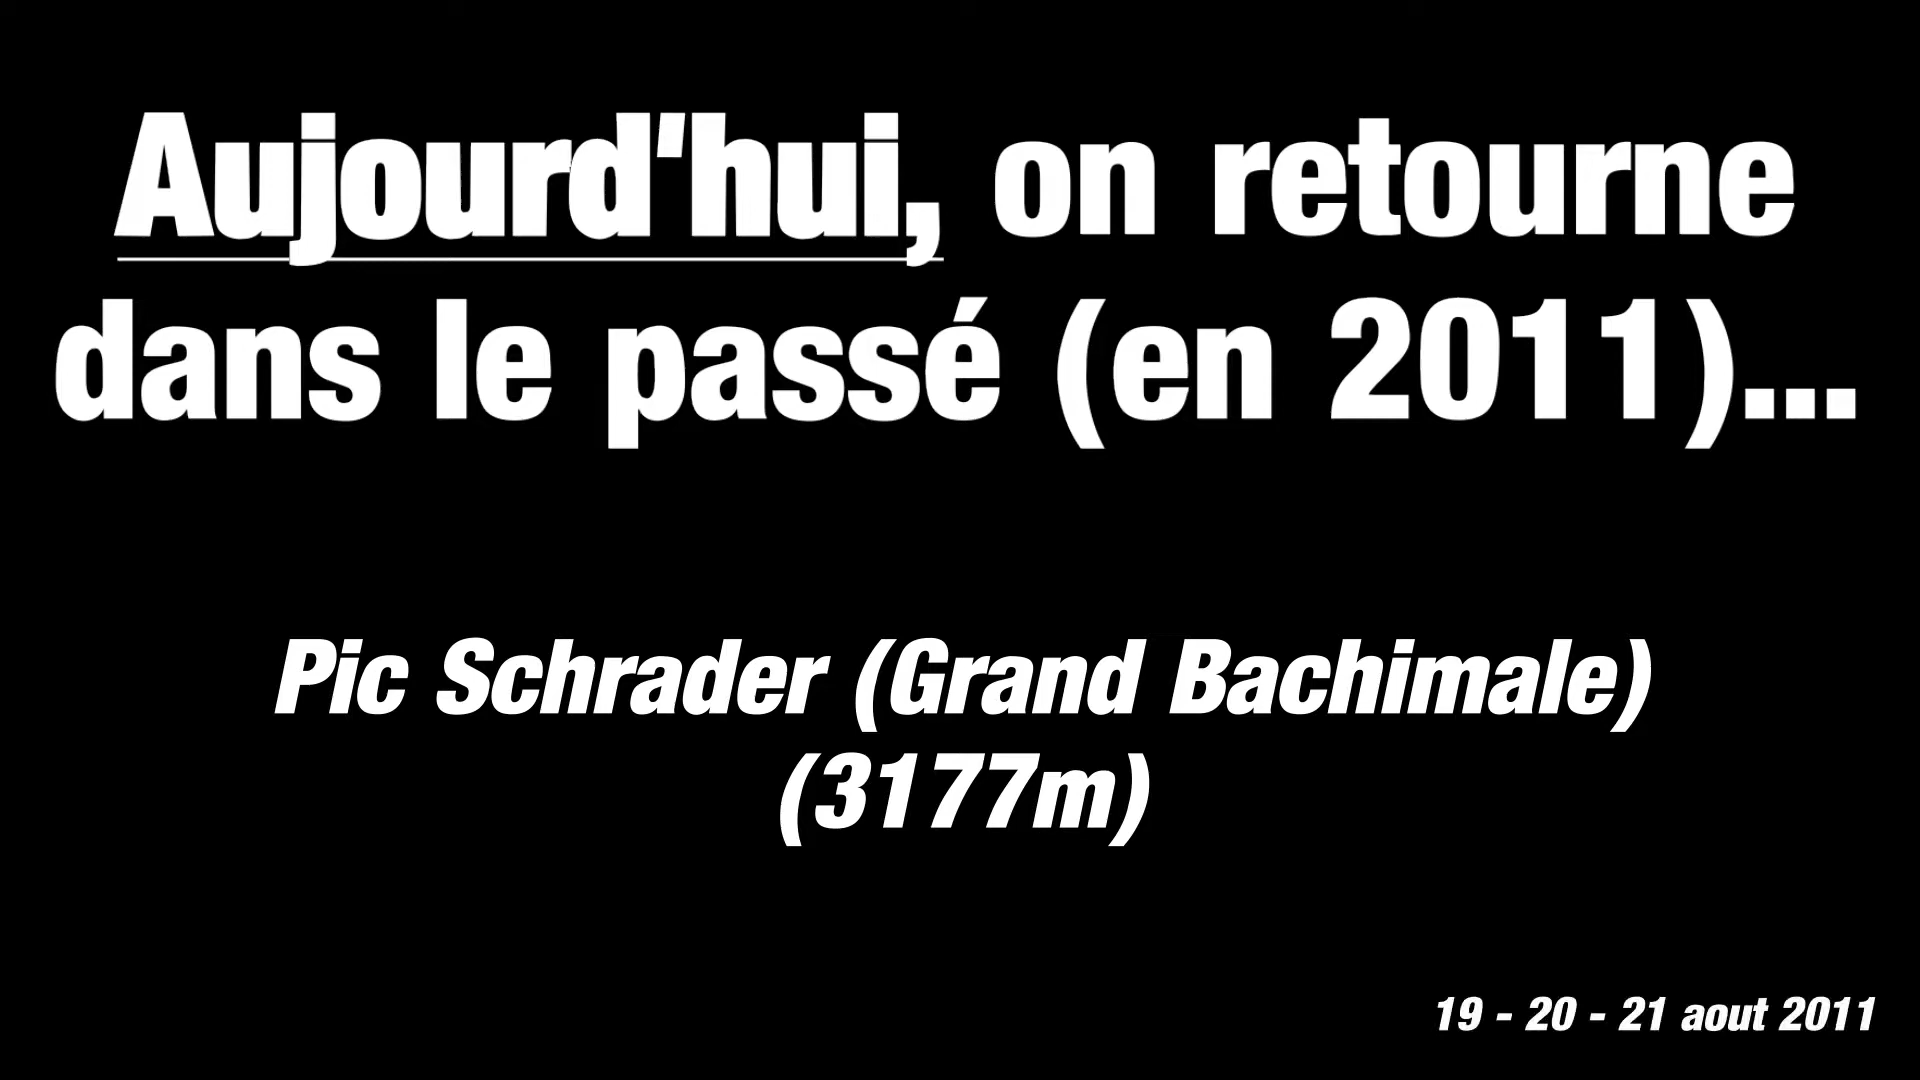 Aujourd'hui, on retourne
dans le passé (en 2011)...
Pic Schrader (Grand Bachimale)
(3177m)
19 - 20 - 21 aout 2011